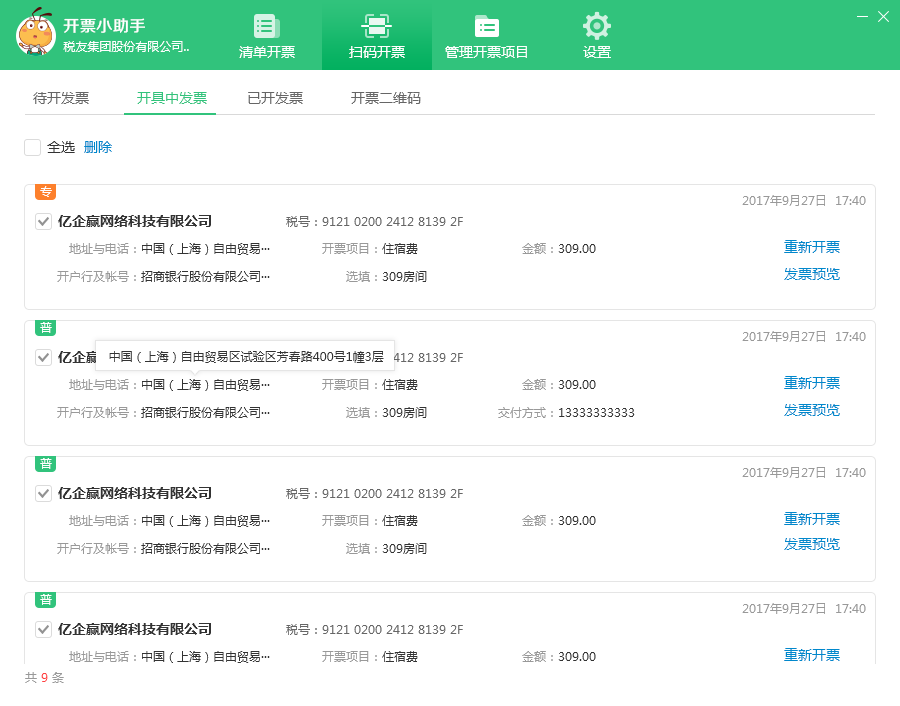 开票小助手
税友集团股份有限公司..
清单开票
扫码开票
管理开票项目
设置
待开发票
开具中发票
已开发票
开票二维码
全选 删除
专
2017年9月27日 17:40
亿企赢网络科技有限公司 税号：9121 0200 2412 8139 2F
地址与电话：中国（上海）自由贸易··· 开票项目：住宿费 金额：309.00 重新开票
开户行及帐号：招商银行股份有限公司··· 选填：309房间 发票预览
普
2017年9月27日 17:40
亿企赢 中国（上海）自由贸易区试验区芳春路400号1幢3层 412 8139 2F
地址与电话：中国（上海）自由贸易··· 开票项目：住宿费 金额：309.00 重新开票
开户行及帐号：招商银行股份有限公司··· 选填：309房间 交付方式：13333333333 发票预览
普
2017年9月27日 17:40
亿企赢网络科技有限公司 税号：9121 0200 2412 8139 2F
地址与电话：中国（上海）自由贸易··· 开票项目：住宿费 金额：309.00 重新开票
开户行及帐号：招商银行股份有限公司··· 选填：309房间 发票预览
普
2017年9月27日 17:40
亿企赢网络科技有限公司 税号：9121 0200 2412 8139 2F
地址与电话：中国（上海）自由贸易··· 开票项目：住宿费 金额：309.00 重新开票
共 9 条